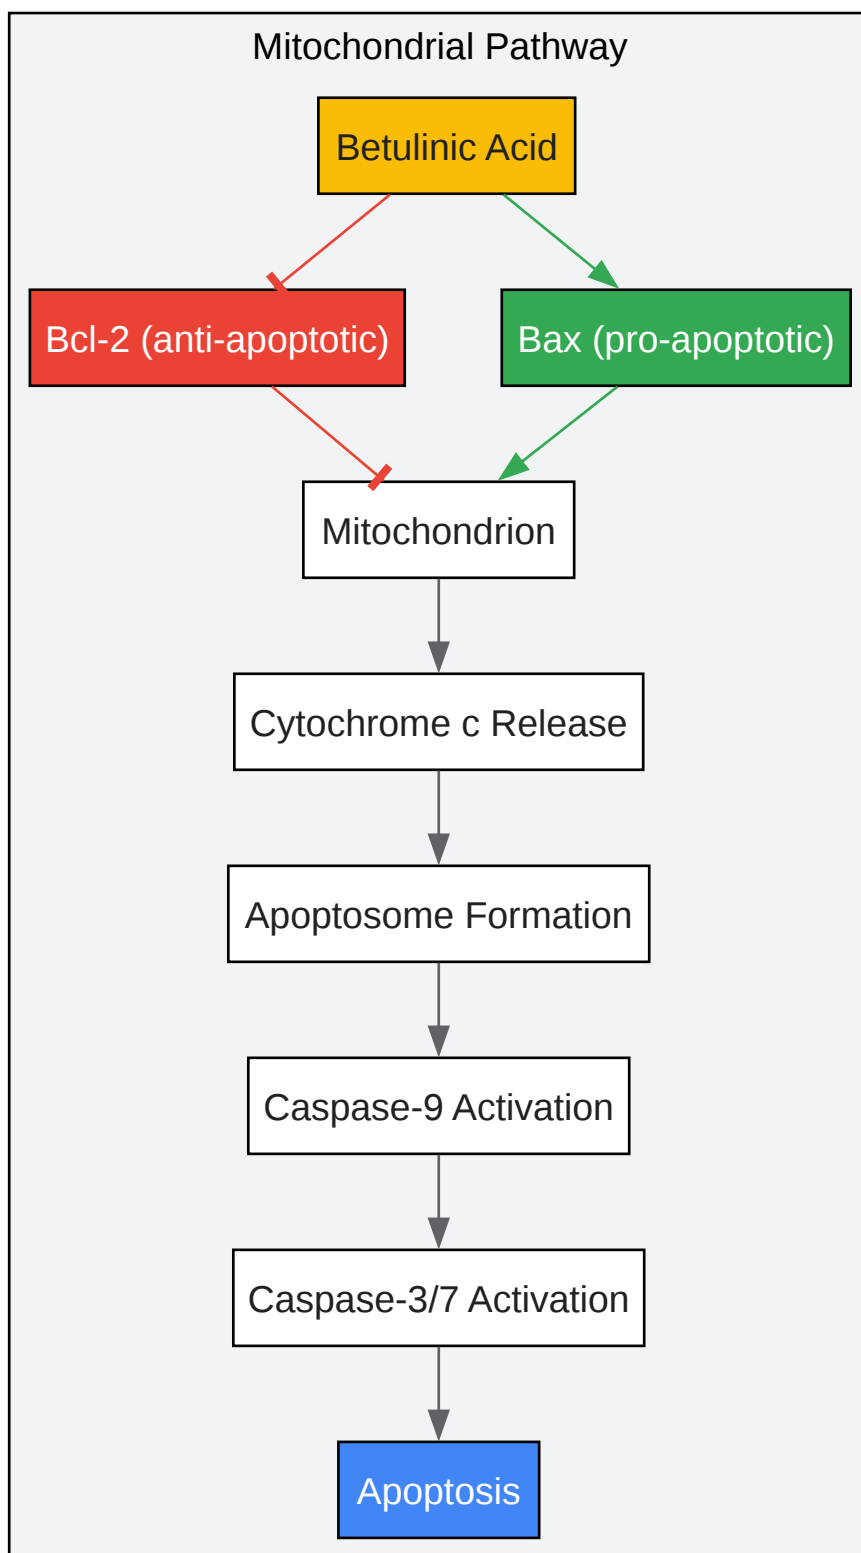 Mitochondrial Pathway
Betulinic Acid
Bcl-2 (anti-apoptotic)
Bax (pro-apoptotic)
Mitochondrion
Cytochrome c Release
Apoptosome Formation
Caspase-9 Activation
Caspase-3/7 Activation
Apoptosis